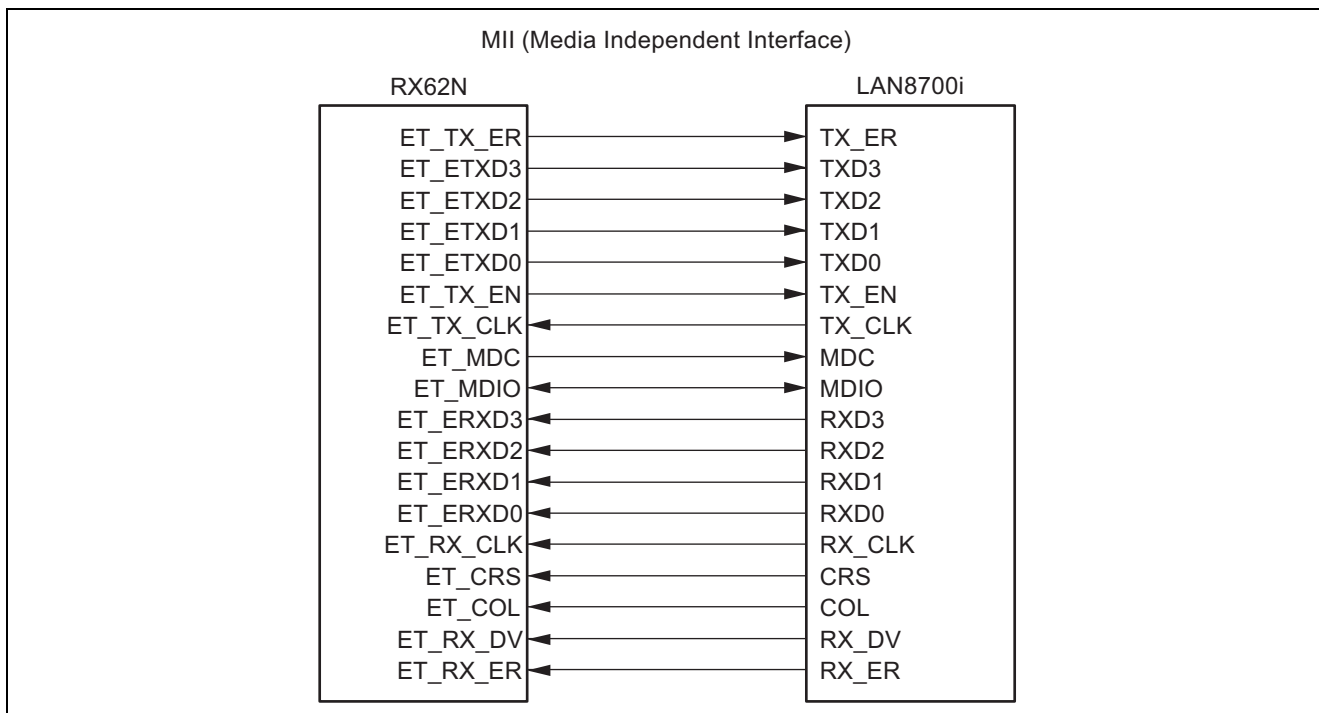 MII (Media Independent Interface)
RX62N LAN8700i
ET_TX_ER TX_ER
ET_ETXD3 TXD3
ET_ETXD2 TXD2
ET_ETXD1 TXD1
ET_ETXD0 TXD0
ET_TX_EN TX_EN
ET_TX_CLK TX_CLK
ET_MDC MDC
ET_MDIO MDIO
ET_ERXD3 RXD3
ET_ERXD2 RXD2
ET_ERXD1 RXD1
ET_ERXD0 RXD0
ET_RX_CLK RX_CLK
ET_CRS CRS
ET_COL COL
ET_RX_DV RX_DV
ET_RX_ER RX_ER